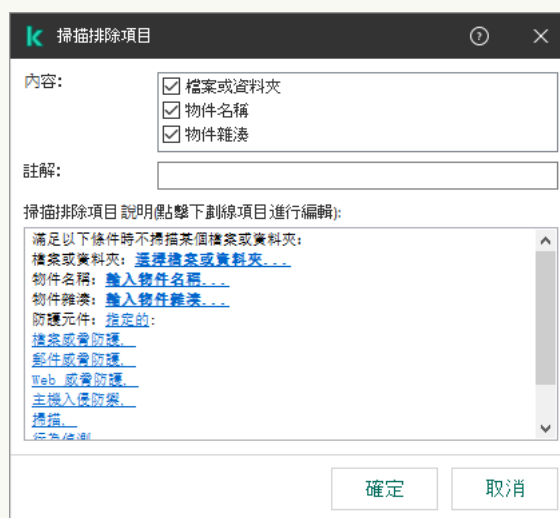 掃描排除項目
內容:
檔案或資料夾
物件名稱
物件雜湊
註解:
掃描排除項目說明(點擊下劃線項目進行編輯):
滿足以下條件時不掃描某個檔案或資料夾:
檔案或資料夾: 選擇檔案或資料夾...
物件名稱: 輸入物件名稱...
物件雜湊: 輸入物件雜湊...
防護元件: 指定的:
檔案威脅防護,
郵件威脅防護,
Web 威脅防護,
主機入侵防禦,
掃描,
行為偵測
確定
取消